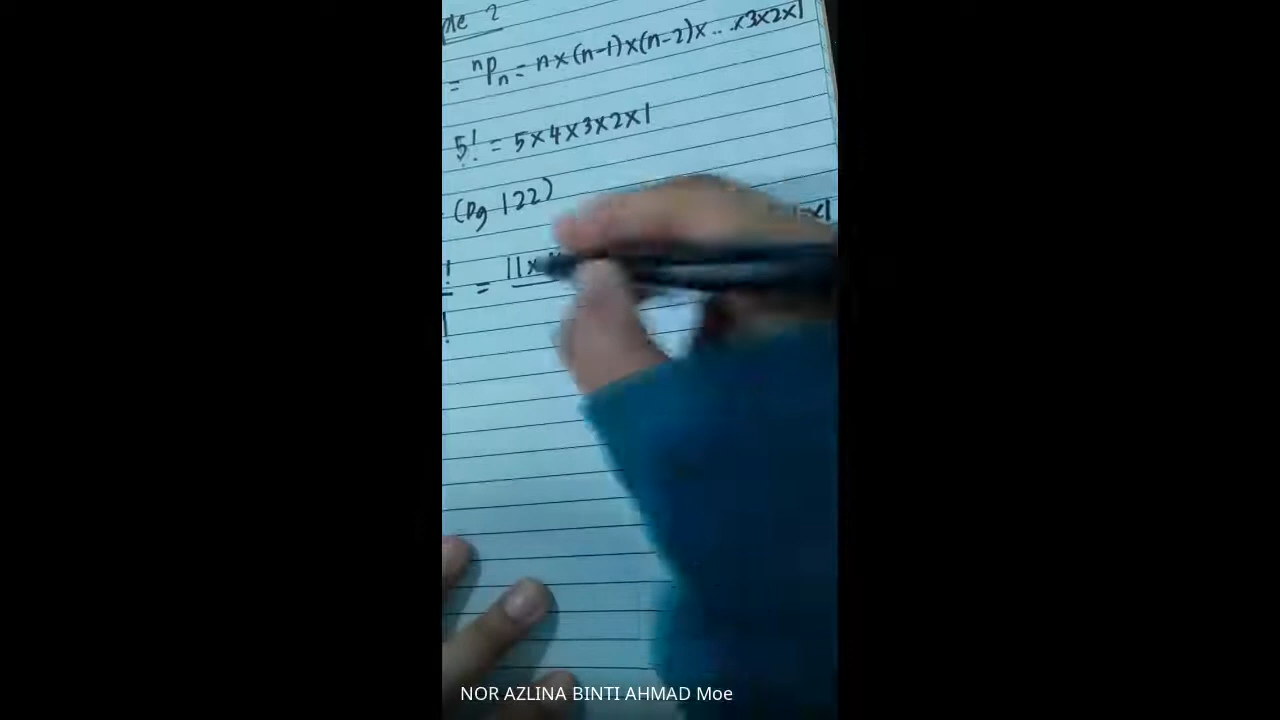 2
= ⁿPₙ = n×(n-1)×(n-2)×...×3×2×1
5! = 5×4×3×2×1
(pg 122)
! = 11×
!
NOR AZLINA BINTI AHMAD Moe